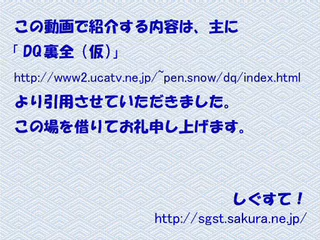 この動画で紹介する内容は、主に
「DQ裏全（仮）」
http://www2.ucatv.ne.jp/~pen.snow/dq/index.html
より引用させていただきました。
この場を借りてお礼申し上げます。
しぐすて！
http://sgst.sakura.ne.jp/